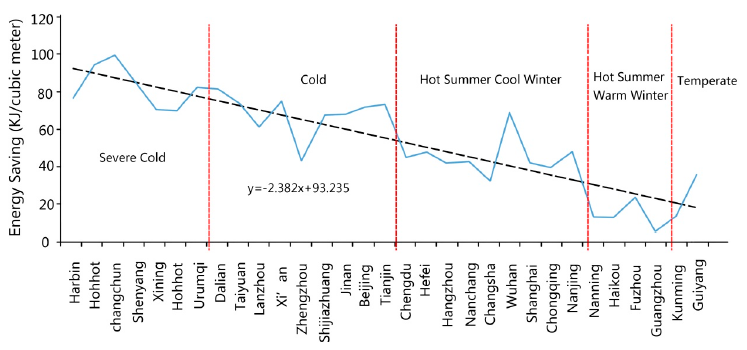 Energy Saving (KJ/cubic meter)
120
100
80
60
40
20
0
Severe Cold
Cold
Hot Summer Cool Winter
Hot Summer
Warm Winter
Temperate
y=-2.382x+93.235
Harbin
Hohhot
changchun
Shenyang
Xining
Hohhot
Urumqi
Dalian
Taiyuan
Lanzhou
Xi' an
Zhengzhou
Shijiazhuang
Jinan
Beijing
Tianjin
Chengdu
Hefei
Hangzhou
Nanchang
Changsha
Wuhan
Shanghai
Chongqing
Nanjing
Nanning
Haikou
Fuzhou
Guangzhou
Kunming
Guiyang